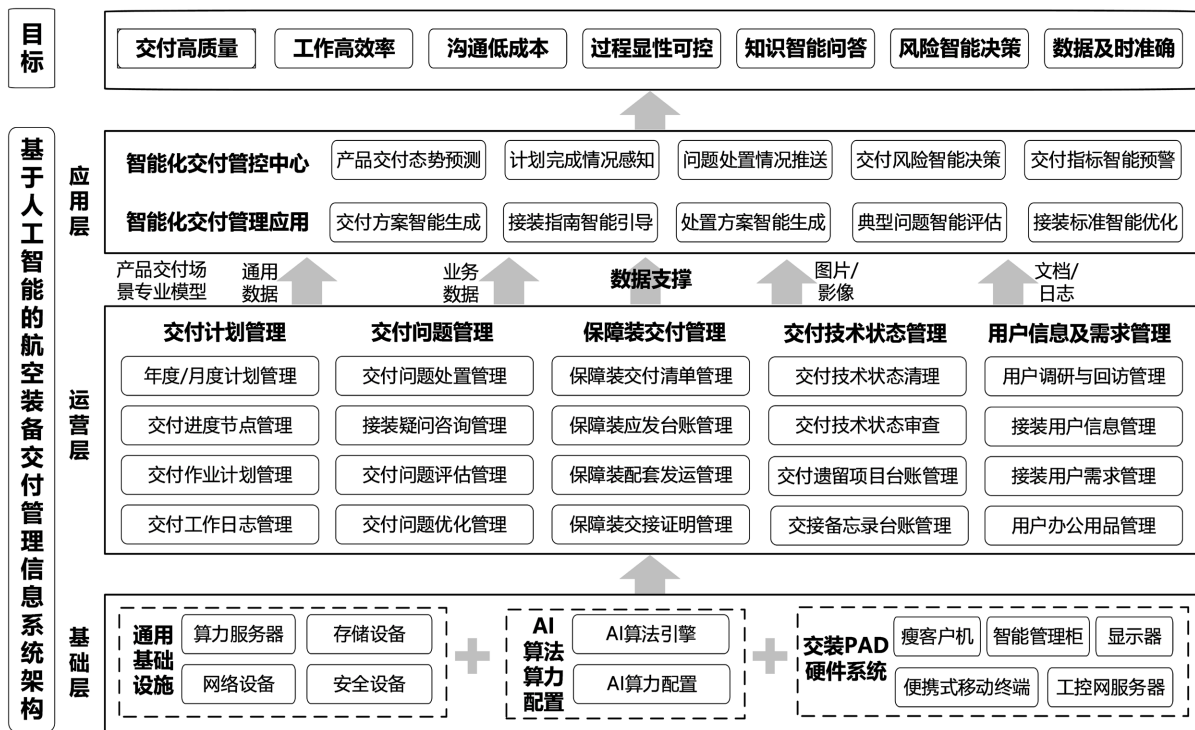 目标
交付高质量
工作高效率
沟通低成本
过程显性可控
知识智能问答
风险智能决策
数据及时准确
基于人工智能的航空装备交付管理信息系统架构
应用层
智能化交付管控中心
产品交付态势预测
计划完成情况感知
问题处置情况推送
交付风险智能决策
交付指标智能预警
智能化交付管理应用
交付方案智能生成
接装指南智能引导
处置方案智能生成
典型问题智能评估
接装标准智能优化
产品交付场
景专业模型
通用
数据
业务
数据
数据支撑
图片/
影像
文档/
日志
运营层
交付计划管理
年度/月度计划管理
交付进度节点管理
交付作业计划管理
交付工作日志管理
交付问题管理
交付问题处置管理
接装疑问咨询管理
交付问题评估管理
交付问题优化管理
保障装交付管理
保障装交付清单管理
保障装应发台账管理
保障装配套发运管理
保障装交接证明管理
交付技术状态管理
交付技术状态清理
交付技术状态审查
交付遗留项目台账管理
交接备忘录台账管理
用户信息及需求管理
用户调研与回访管理
接装用户信息管理
接装用户需求管理
用户办公用品管理
基础层
通用
基础
设施
算力服务器
存储设备
网络设备
安全设备
AI
算法
算力
配置
AI算法引擎
AI算力配置
交装PAD
硬件系统
瘦客户机
智能管理柜
显示器
便携式移动终端
工控网服务器